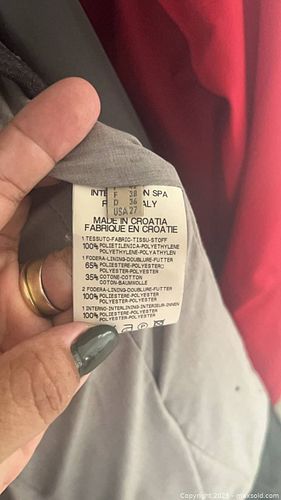 F 38
D 36
USA 27
INTE N SPA
ALY
MADE IN CROATIA
FABRIQUE EN CROATIE
1 TESSUTO-FABRIC-TISSU-STOFF
100% POLIETILENICA-POLYETHYLENE
POLYETHYLENE-POLYATHYLEN
1 FODERA-LINING-DOUBLURE-FUTTER
65% POLIESTERE-POLYESTER
POLYESTER-POLYESTER
35% COTONE-COTTON
COTON-BAUMWOLLE
2 FODERA-LINING-DOUBLURE-FUTTER
100% POLIESTERE-POLYESTER
POLYESTER-POLYESTER
1 INTERNO-INTERLINING-INTERIEUR-INNEN
100% POLIESTERE-POLYESTER
POLYESTER-POLYESTER
Copyright 2025 - maxsold.com